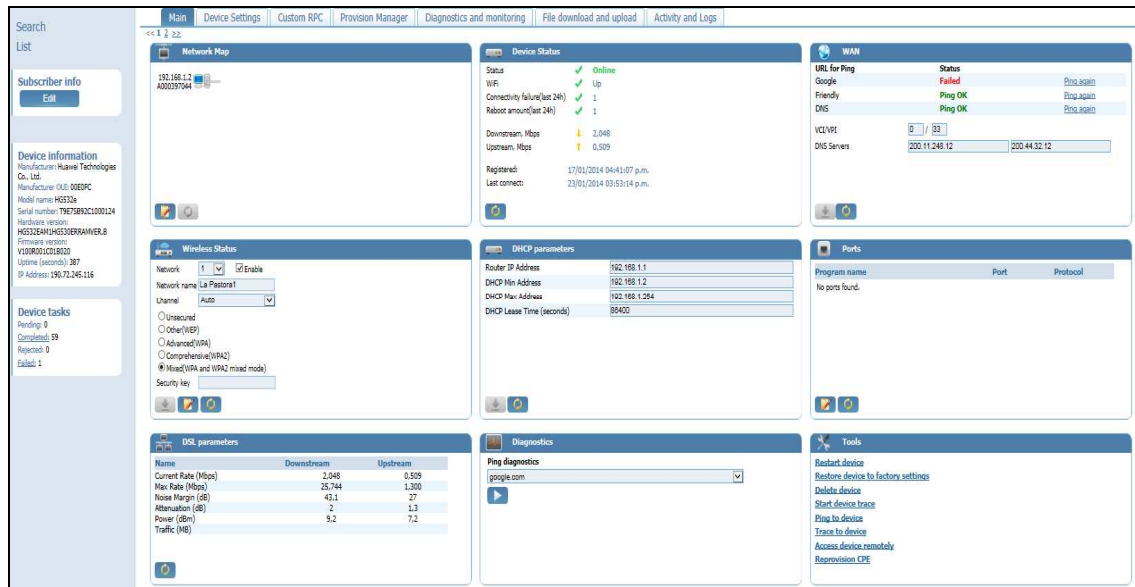 Search
List
Subscriber info
Edit
Device information
Manufacturer: Huawei Technologies
Co., Ltd.
Manufacturer OUI: 00E0FC
Model name: HG532e
Serial number: T9E7SB92C1000124
Hardware version:
HG532EAM1HG530ERRAMVER.B
Firmware version:
V100R001C01B020
Uptime (seconds): 387
IP Address: 190.72.245.116
Device tasks
Pending: 0
Completed: 59
Rejected: 0
Failed: 1
Main Device Settings Custom RPC Provision Manager Diagnostics and monitoring File download and upload Activity and Logs
<< 1 2 >>
Network Map
192.168.1.2
A000397044
Device Status
Status Online
WiFi Up
Connectivity failure(last 24h) 1
Reboot amount(last 24h) 1
Downstream, Mbps 2,048
Upstream, Mbps 0,509
Registered: 17/01/2014 04:41:07 p.m.
Last connect: 23/01/2014 03:53:14 p.m.
WAN
URL for Ping Status
Google Failed Ping again
Friendly Ping OK Ping again
DNS Ping OK Ping again
VCI/VPI 0 / 33
DNS Servers 200.11.248.12 200.44.32.12
Wireless Status
Network 1 Enable
Network name La Pastora1
Channel Auto
Unsecured
Other(WEP)
Advanced(WPA)
Comprehensive(WPA2)
Mixed(WPA and WPA2 mixed mode)
Security key
DHCP parameters
Router IP Address 192.168.1.1
DHCP Min Address 192.168.1.2
DHCP Max Address 192.168.1.254
DHCP Lease Time (seconds) 86400
Ports
Program name Port Protocol
No ports found.
DSL parameters
Name Downstream Upstream
Current Rate (Mbps) 2,048 0,509
Max Rate (Mbps) 25,744 1,300
Noise Margin (dB) 43,1 27
Attenuation (dB) 2 1,3
Power (dBm) 9,2 7,2
Traffic (MB)
Diagnostics
Ping diagnostics
google.com
Tools
Restart device
Restore device to factory settings
Delete device
Start device trace
Ping to device
Trace to device
Access device remotely
Reprovision CPE